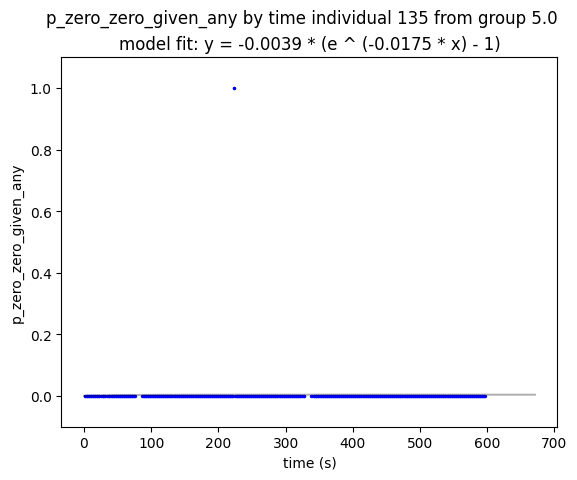 p_zero_zero_given_any by time individual 135 from group 5.0
model fit: y = -0.0039 * (e ^ (-0.0175 * x) - 1)
p_zero_zero_given_any
1.0
0.8
0.6
0.4
0.2
0.0
0 100 200 300 400 500 600 700
time (s)